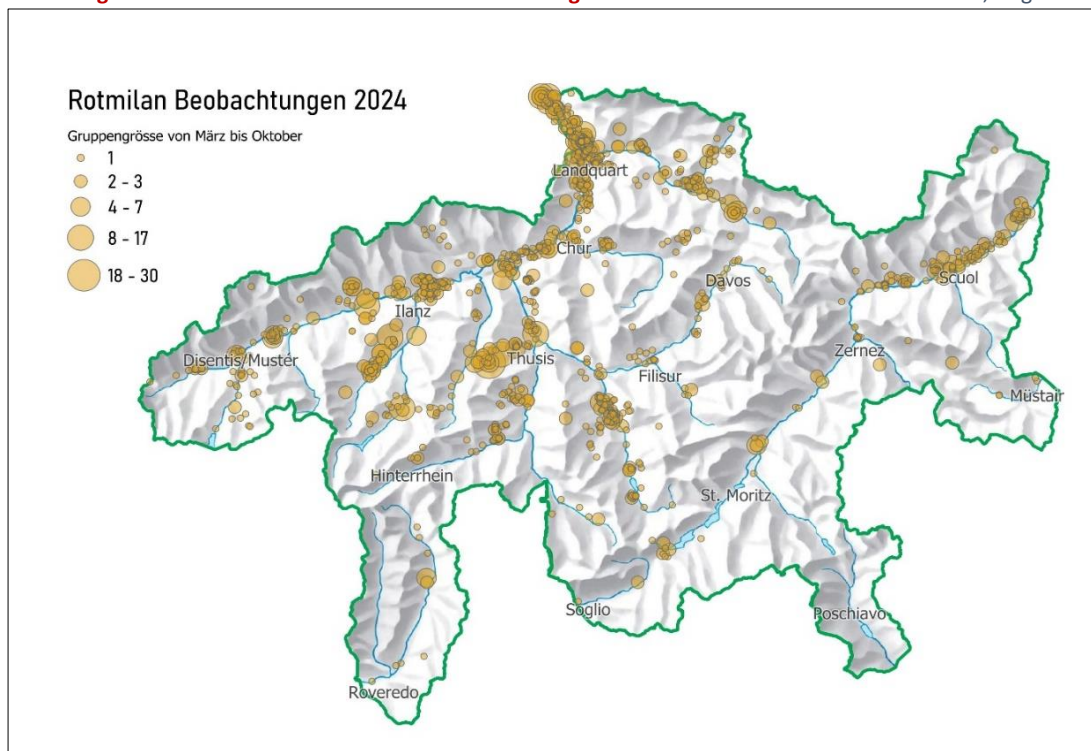 Rotmilan Beobachtungen 2024
Gruppengrösse von März bis Oktober
1
2 - 3
4 - 7
8 - 17
18 - 30
Landquart
Chur
Davos
Scuol
Ilanz
Disentis/Mustér
Thusis
Filisur
Zernez
Müstair
Hinterrhein
St. Moritz
Soglio
Poschiavo
Roveredo